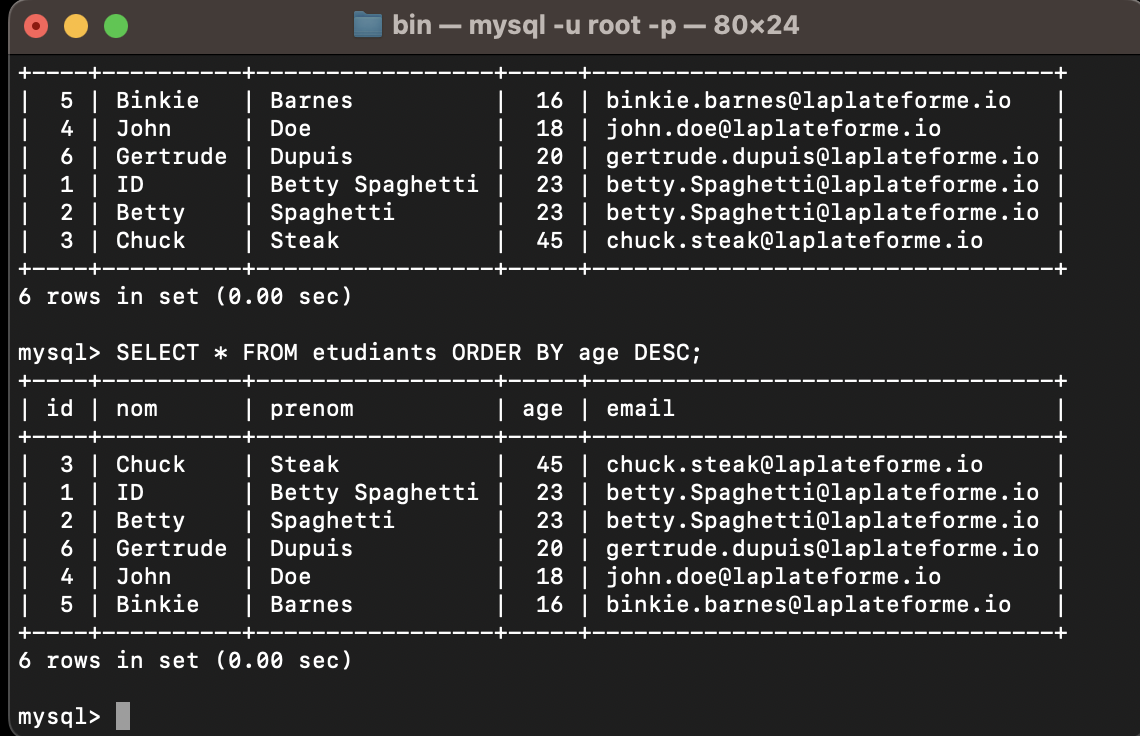 bin — mysql -u root -p — 80×24
+----+----------+-----------------+-----+---------------------------------+
|  5 | Binkie   | Barnes          |  16 | binkie.barnes@laplateforme.io   |
|  4 | John     | Doe             |  18 | john.doe@laplateforme.io        |
|  6 | Gertrude | Dupuis          |  20 | gertrude.dupuis@laplateforme.io |
|  1 | ID       | Betty Spaghetti |  23 | betty.Spaghetti@laplateforme.io |
|  2 | Betty    | Spaghetti       |  23 | betty.Spaghetti@laplateforme.io |
|  3 | Chuck    | Steak           |  45 | chuck.steak@laplateforme.io     |
+----+----------+-----------------+-----+---------------------------------+
6 rows in set (0.00 sec)
mysql> SELECT * FROM etudiants ORDER BY age DESC;
+----+----------+-----------------+-----+---------------------------------+
| id | nom      | prenom          | age | email                           |
+----+----------+-----------------+-----+---------------------------------+
|  3 | Chuck    | Steak           |  45 | chuck.steak@laplateforme.io     |
|  1 | ID       | Betty Spaghetti |  23 | betty.Spaghetti@laplateforme.io |
|  2 | Betty    | Spaghetti       |  23 | betty.Spaghetti@laplateforme.io |
|  6 | Gertrude | Dupuis          |  20 | gertrude.dupuis@laplateforme.io |
|  4 | John     | Doe             |  18 | john.doe@laplateforme.io        |
|  5 | Binkie   | Barnes          |  16 | binkie.barnes@laplateforme.io   |
+----+----------+-----------------+-----+---------------------------------+
6 rows in set (0.00 sec)
mysql>